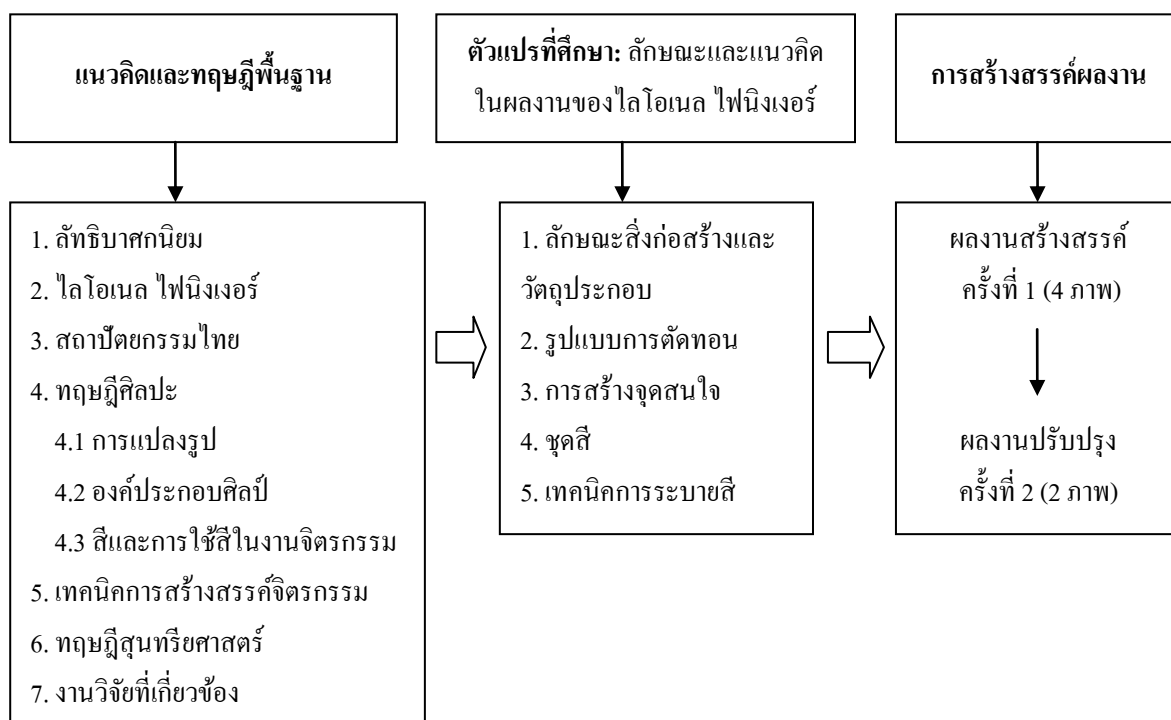 แนวคิดและทฤษฎีพื้นฐาน
1. ลัทธิบาศกนิยม
2. ไลโอเนล ไฟนิงเงอร์
3. สถาปัตยกรรมไทย
4. ทฤษฎีศิลปะ
4.1 การแปลงรูป
4.2 องค์ประกอบศิลป์
4.3 สีและการใช้สีในงานจิตรกรรม
5. เทคนิคการสร้างสรรค์จิตรกรรม
6. ทฤษฎีสุนทรียศาสตร์
7. งานวิจัยที่เกี่ยวข้อง
ตัวแปรที่ศึกษา: ลักษณะและแนวคิด
ในผลงานของไลโอเนล ไฟนิงเงอร์
1. ลักษณะสิ่งก่อสร้างและ
วัตถุประกอบ
2. รูปแบบการตัดทอน
3. การสร้างจุดสนใจ
4. ชุดสี
5. เทคนิคการระบายสี
การสร้างสรรค์ผลงาน
ผลงานสร้างสรรค์
ครั้งที่ 1 (4 ภาพ)
ผลงานปรับปรุง
ครั้งที่ 2 (2 ภาพ)